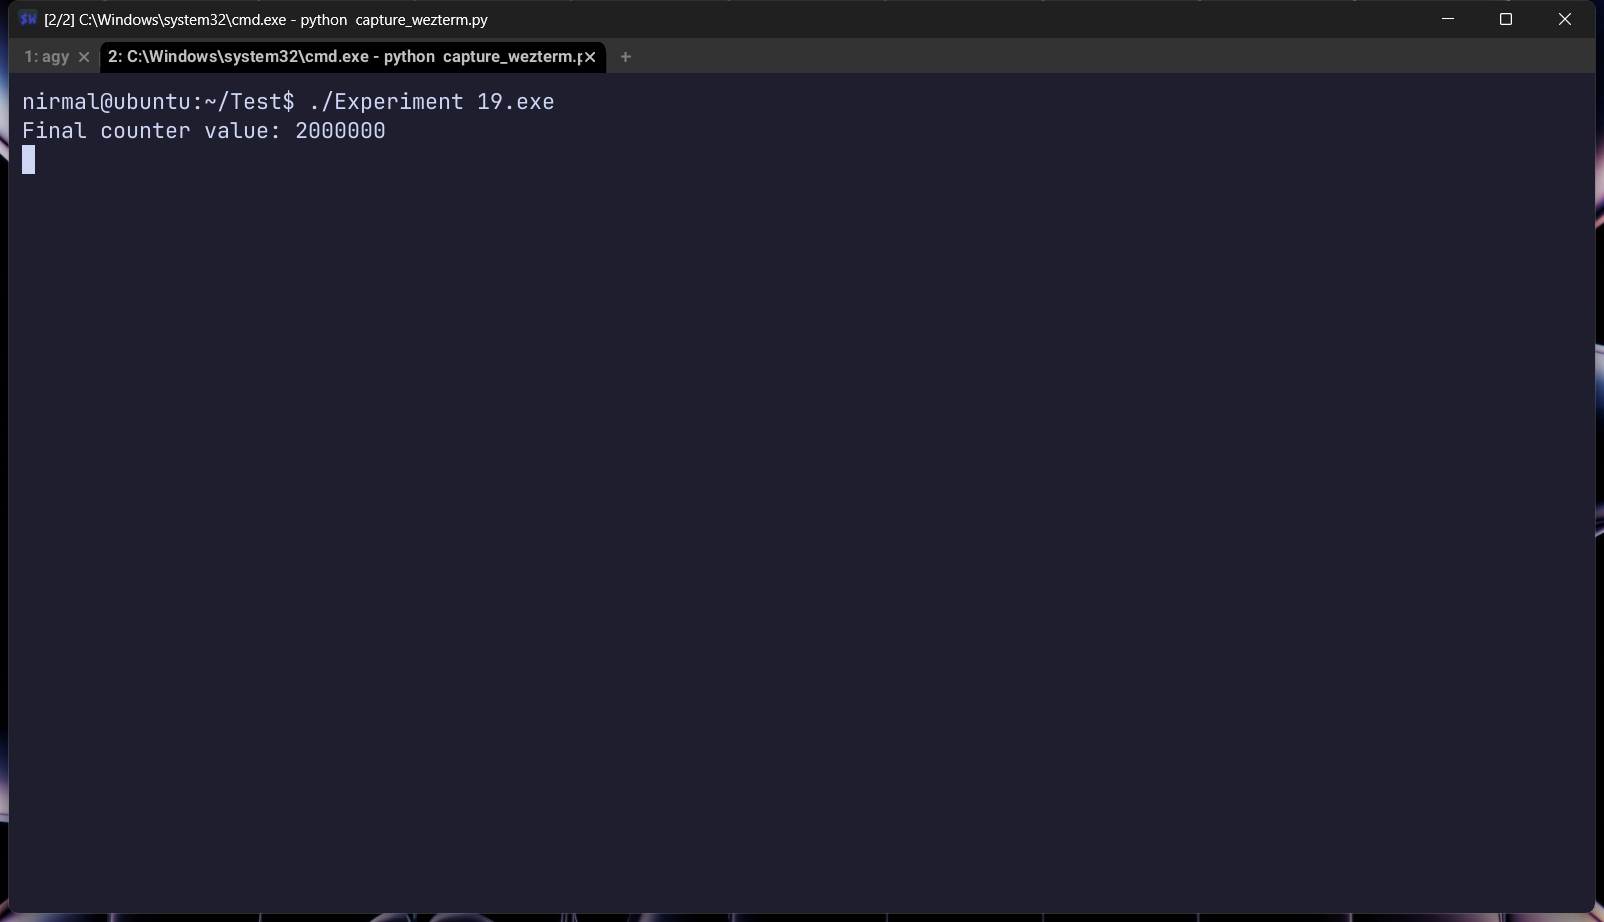 [2/2] C:\Windows\system32\cmd.exe - python  capture_wezterm.py
1: agy
2: C:\Windows\system32\cmd.exe - python  capture_wezterm.p
nirmal@ubuntu:~/Test$ ./Experiment 19.exe
Final counter value: 2000000